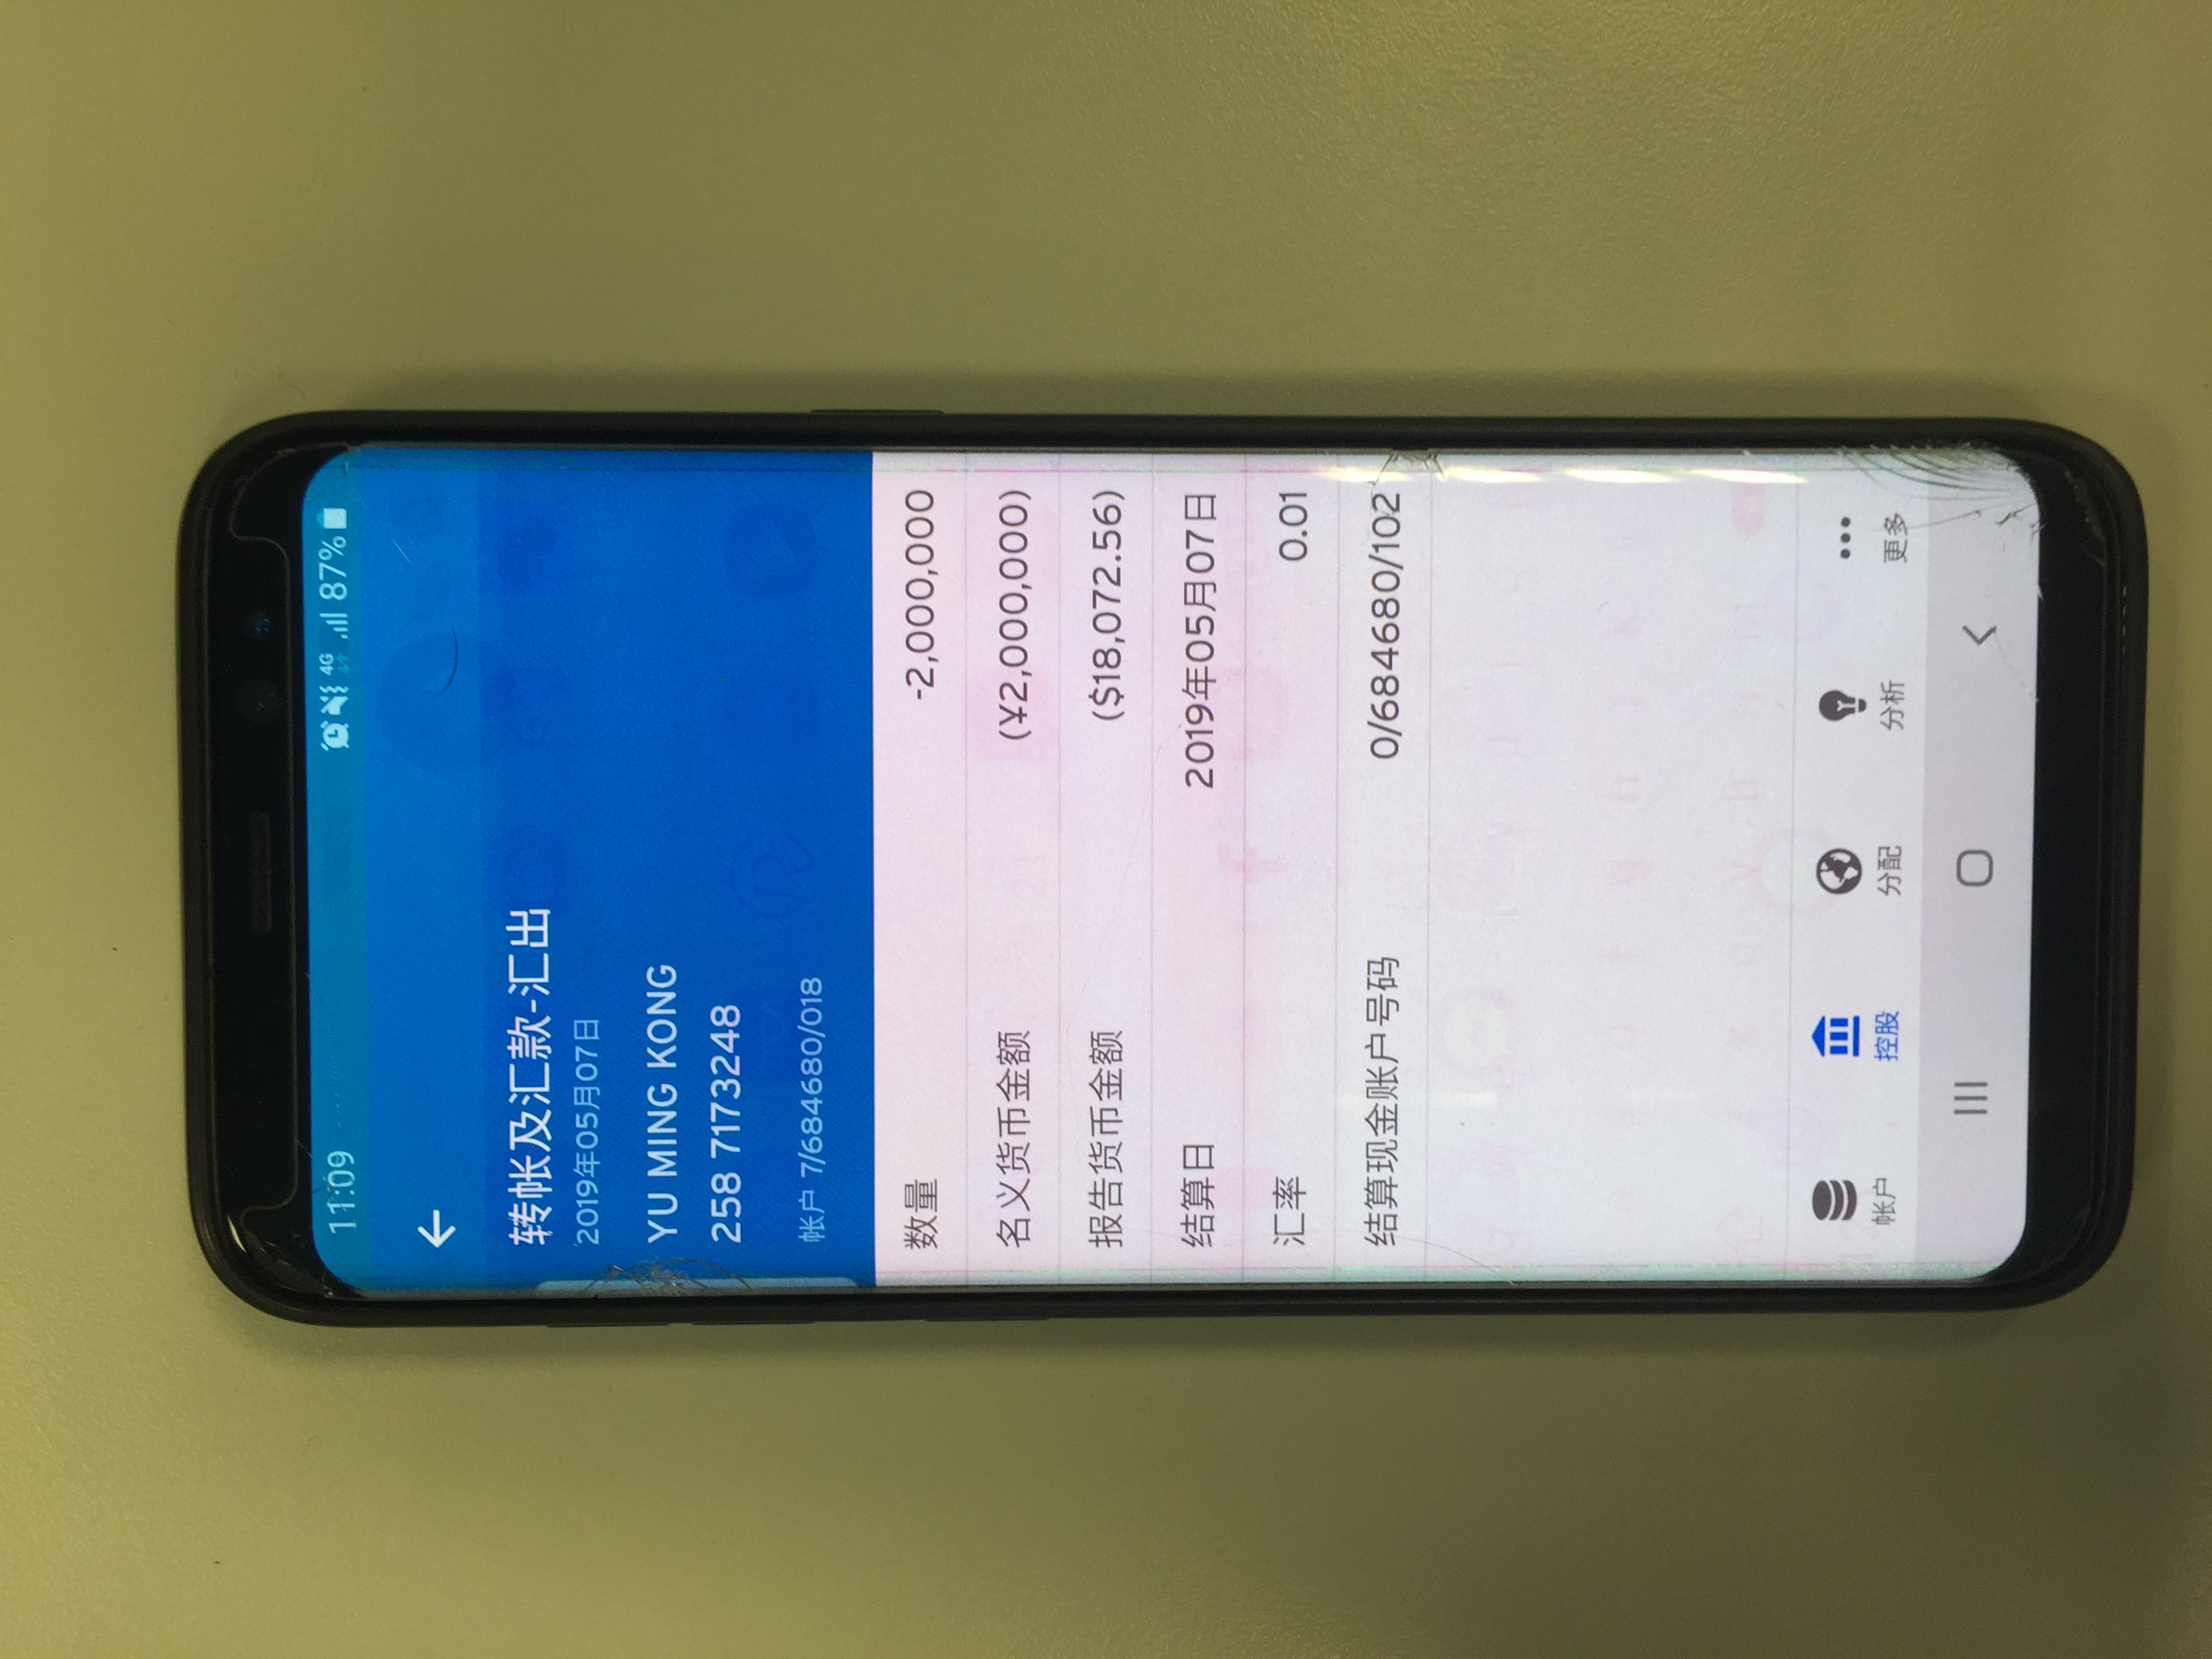 11:09 4G 87%
转帐及汇款-汇出
2019年05月07日
YU MING KONG
258 7173248
帐户 7/684680/018
数量 -2,000,000
名义货币金额 (¥2,000,000)
报告货币金额 ($18,072.56)
结算日 2019年05月07日
汇率 0.01
结算现金账户号码 0/684680/102
帐户 控股 分配 分析 更多